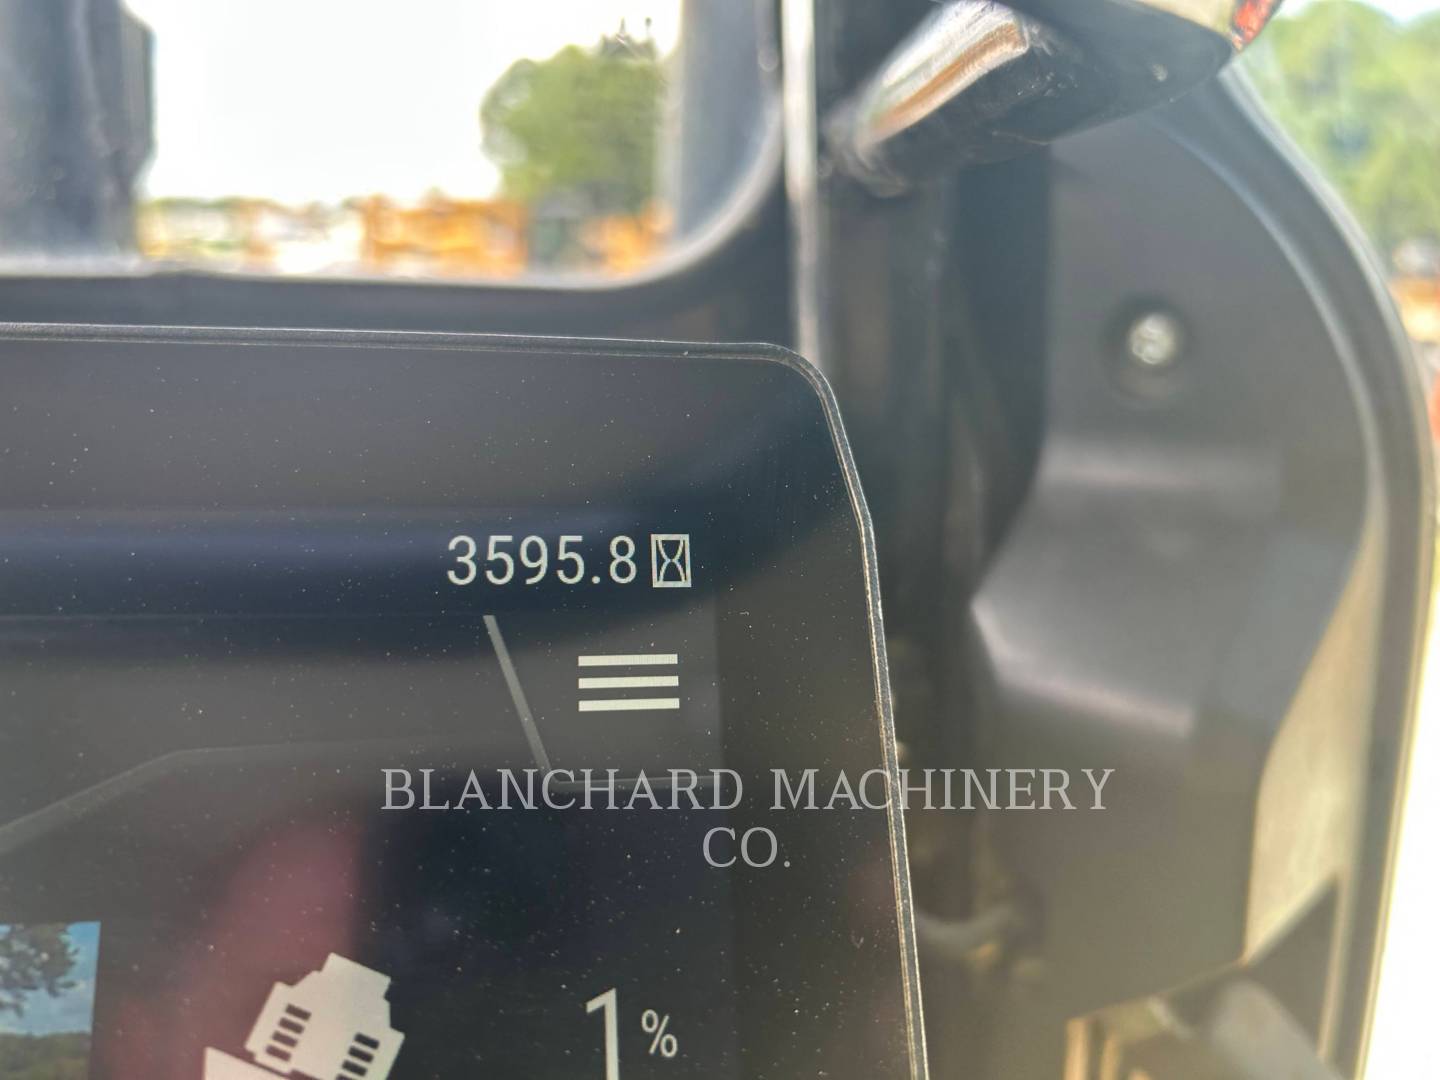 3595.8
BLANCHARD MACHINERY
CO.
1%